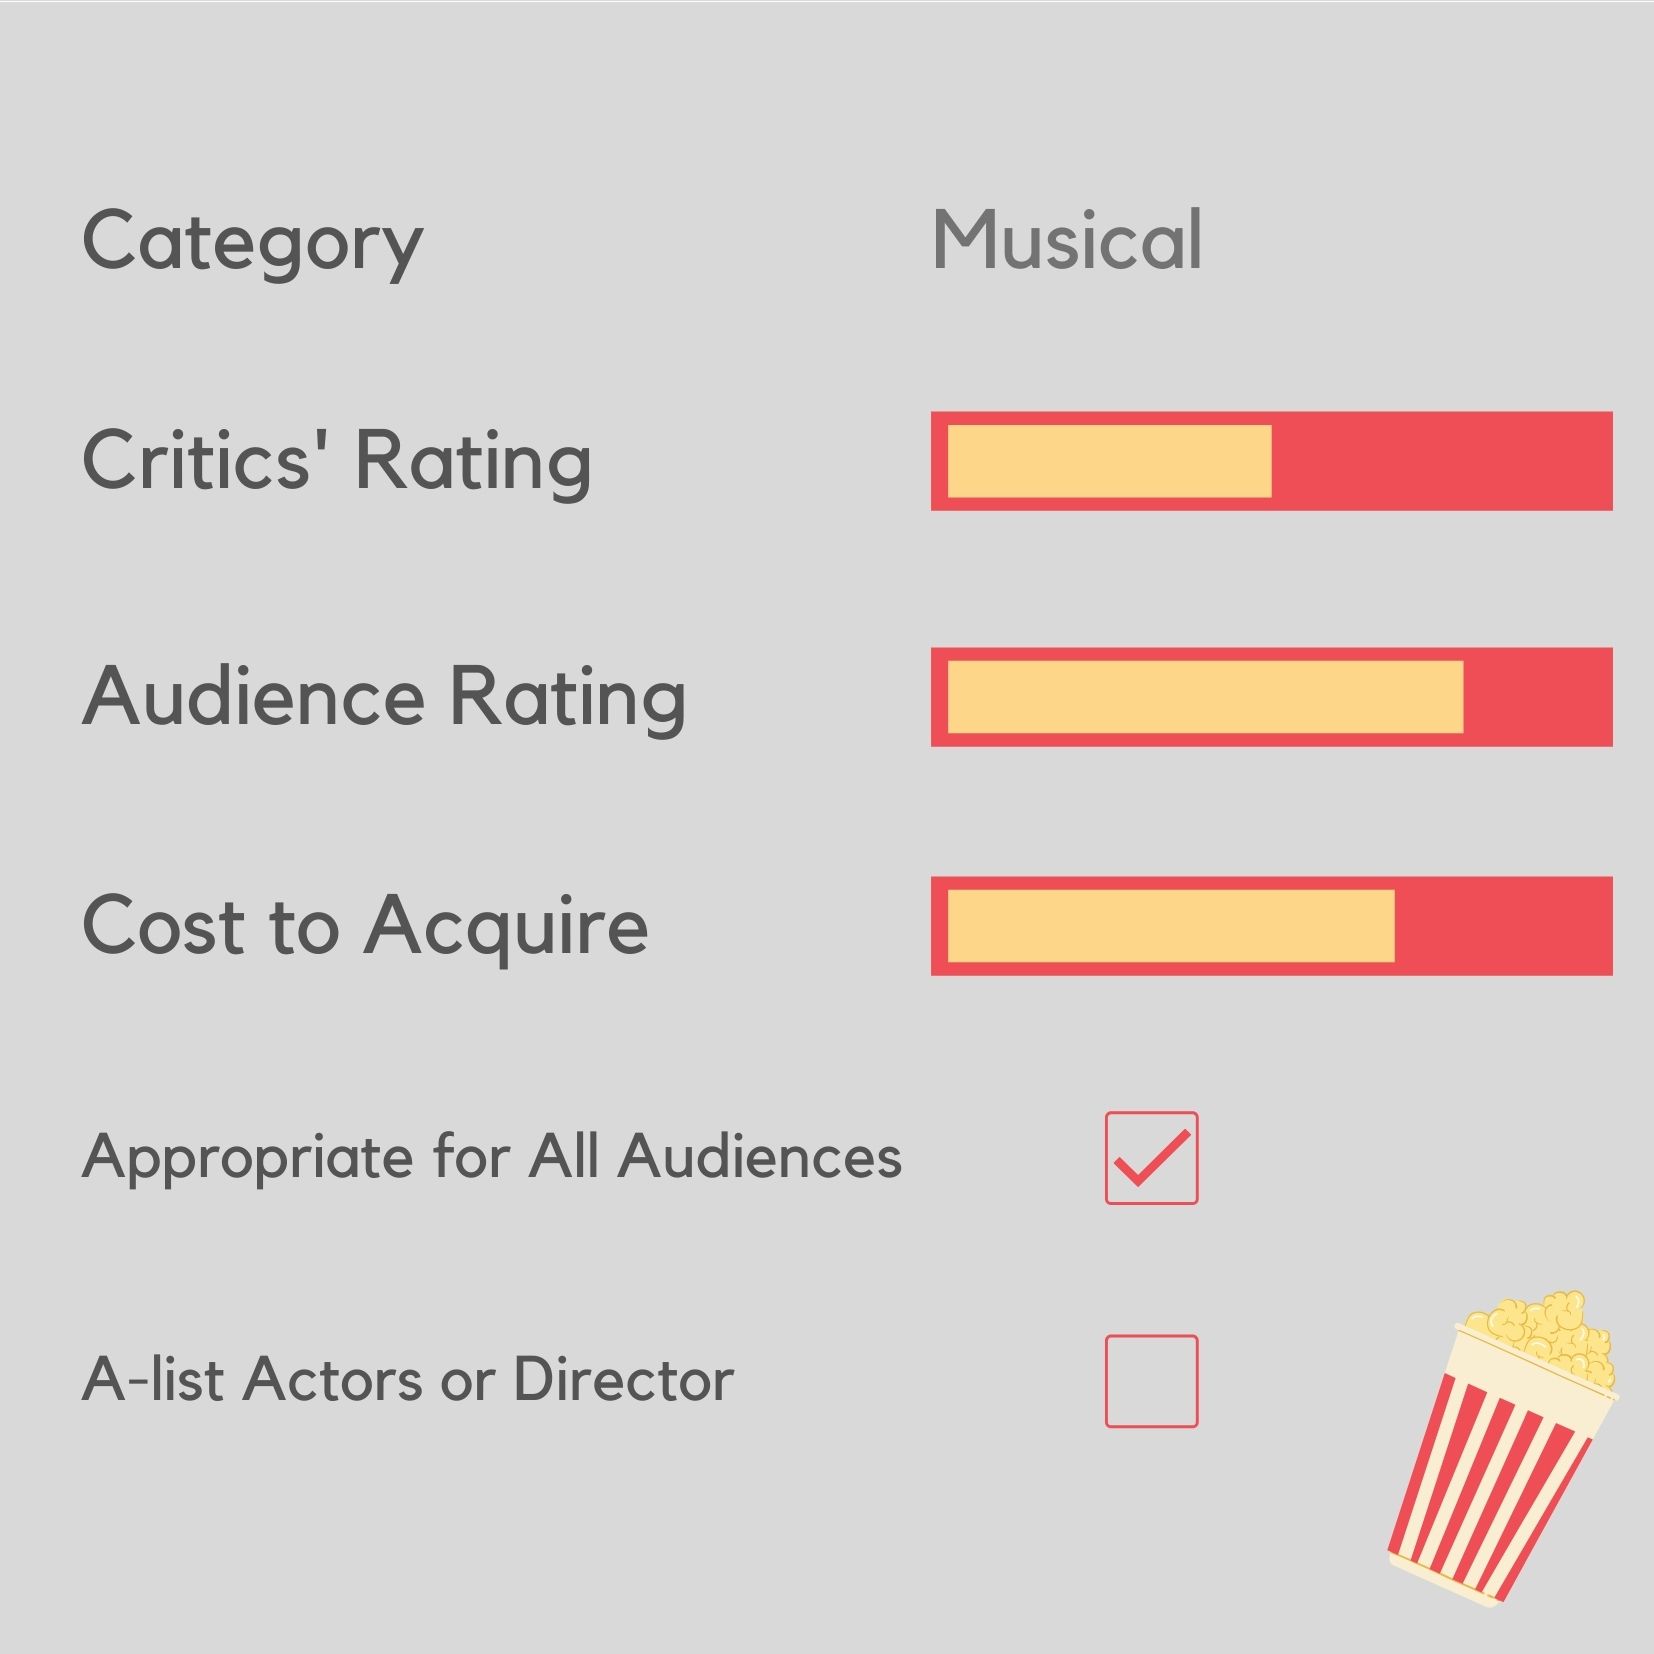 Category Musical
Critics' Rating
Audience Rating
Cost to Acquire
Appropriate for All Audiences
A-list Actors or Director